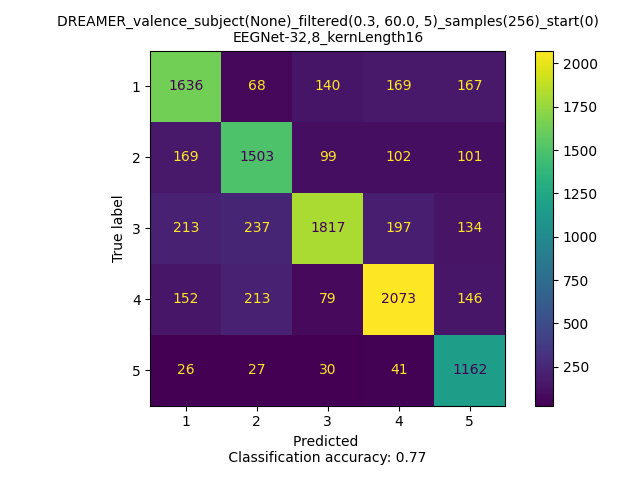 DREAMER_valence_subject(None)_filtered(0.3, 60.0, 5)_samples(256)_start(0)
EEGNet-32,8_kernLength16
1 1636 68 140 169 167
2 169 1503 99 102 101
3 213 237 1817 197 134
4 152 213 79 2073 146
5 26 27 30 41 1162
1 2 3 4 5
True label
Predicted
Classification accuracy: 0.77
2000
1750
1500
1250
1000
750
500
250